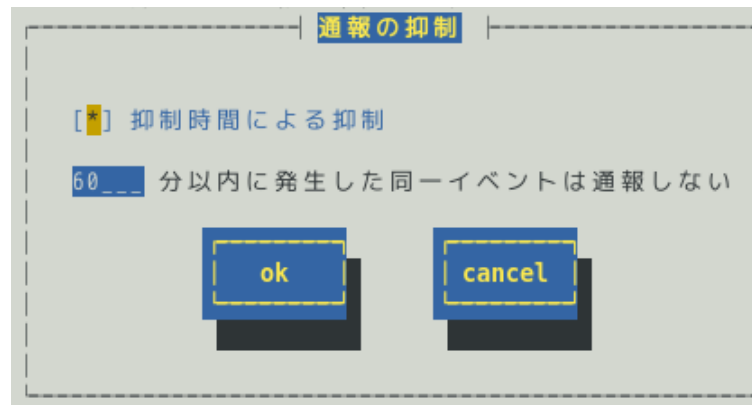 通報の抑制
[*] 抑制時間による抑制
60___ 分以内に発生した同一イベントは通報しない
ok cancel